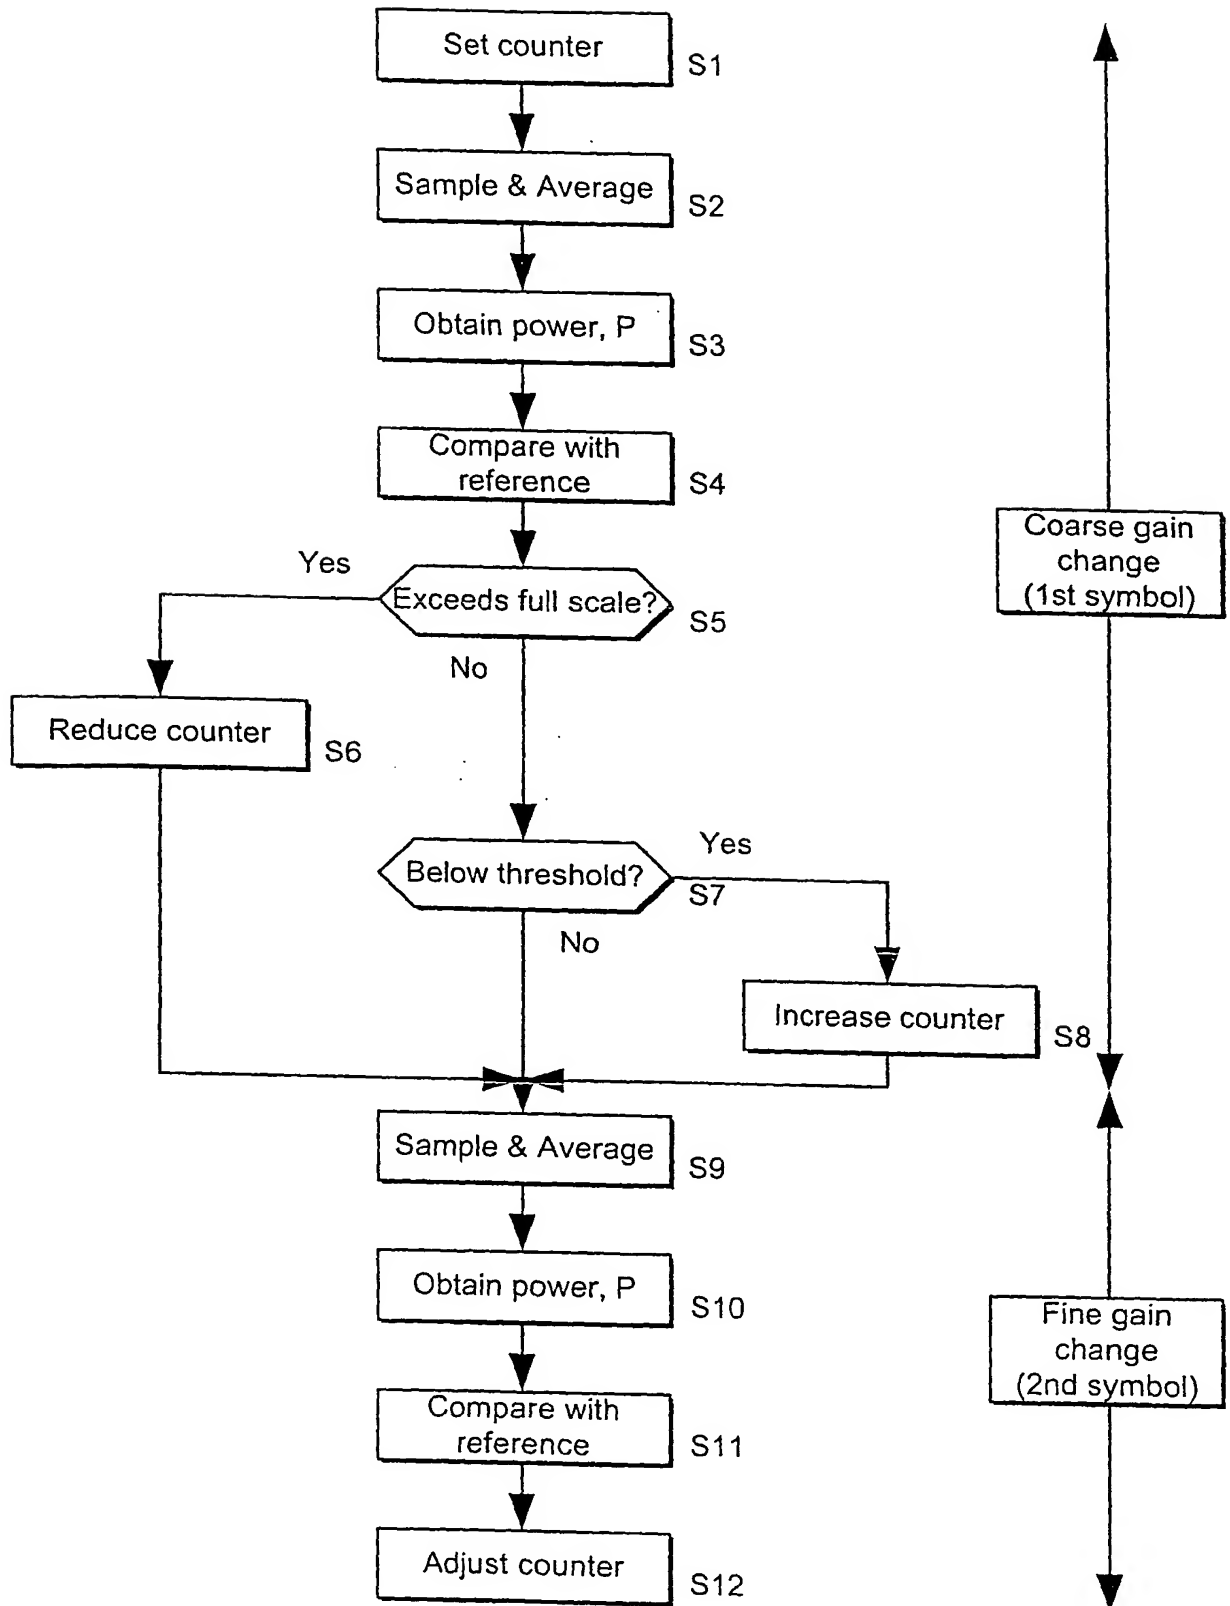 Set counter
S1
Sample & Average
S2
Obtain power, P
S3
Compare with
reference
S4
Yes
Exceeds full scale?
S5
No
Reduce counter
S6
Below threshold?
S7
Yes
No
Increase counter
S8
Coarse gain
change
(1st symbol)
Sample & Average
S9
Obtain power, P
S10
Compare with
reference
S11
Adjust counter
S12
Fine gain
change
(2nd symbol)